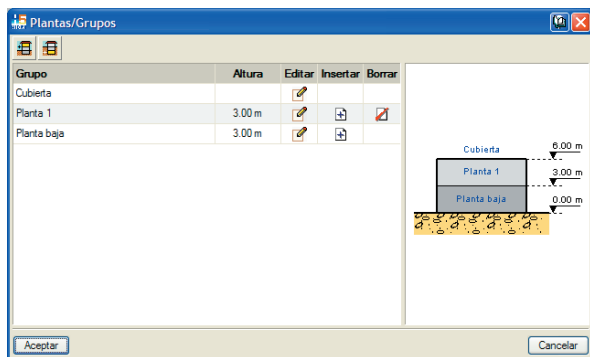 Plantas/Grupos
Grupo Altura Editar Insertar Borrar
Cubierta
Planta 1 3.00 m
Planta baja 3.00 m
Cubierta 6.00 m
Planta 1 3.00 m
Planta baja 0.00 m
Aceptar Cancelar